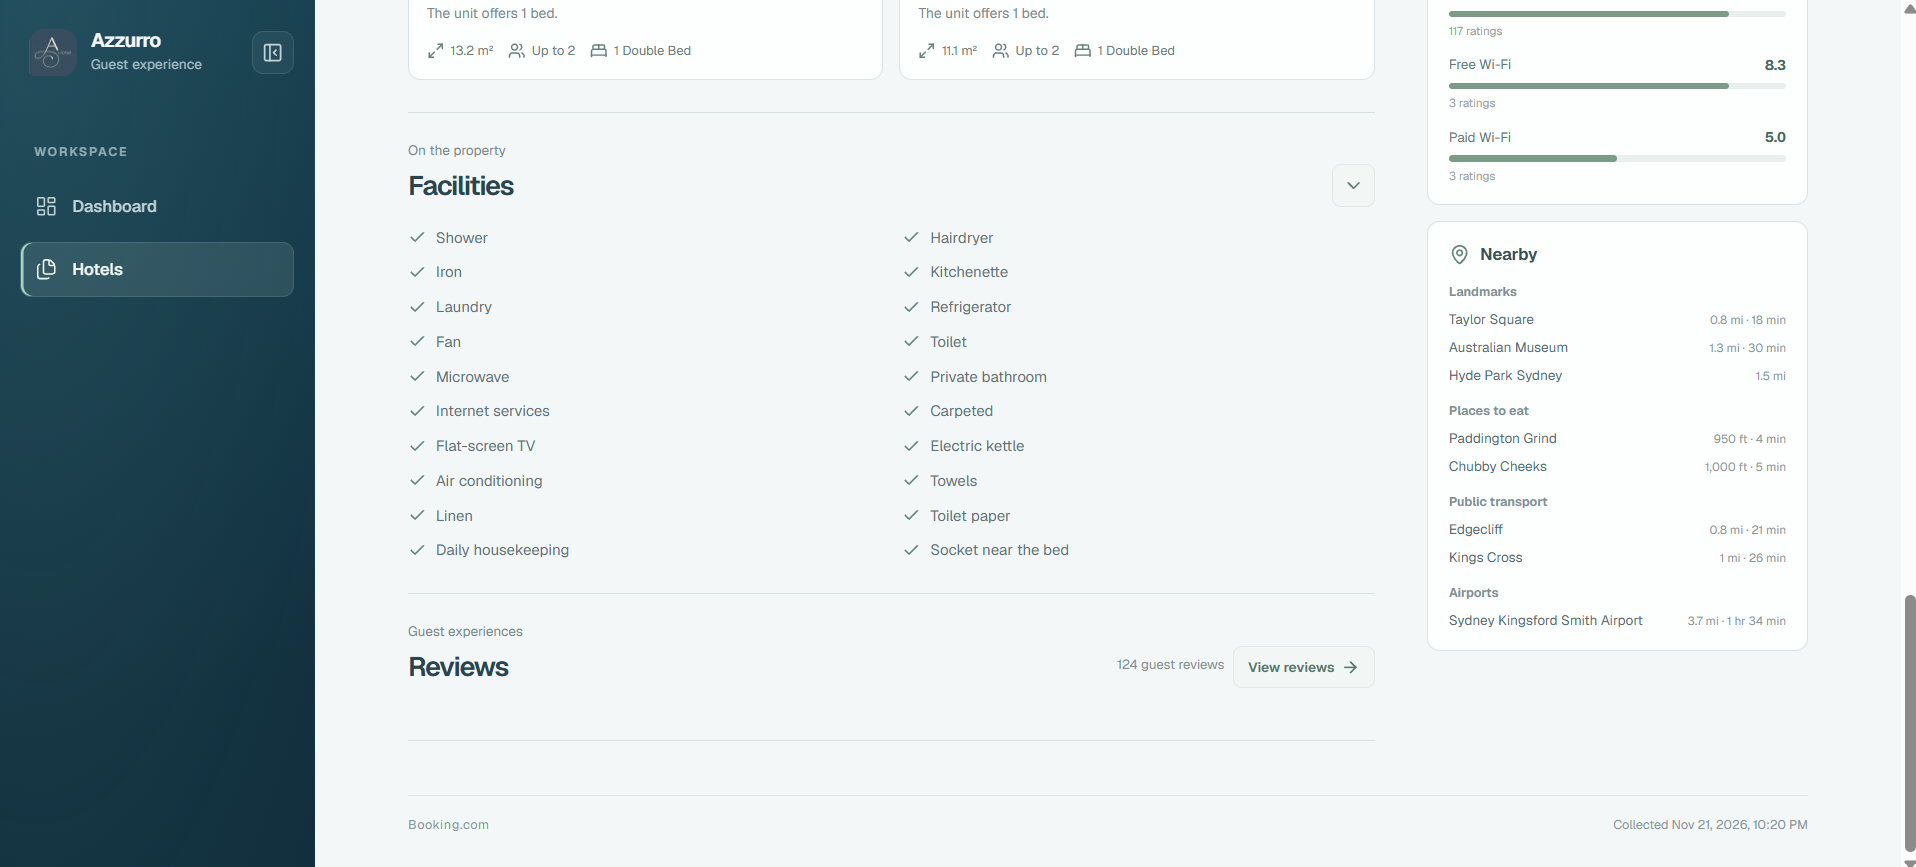 Azzurro
Guest experience
WORKSPACE
Dashboard
Hotels
The unit offers 1 bed.
13.2 m² Up to 2 1 Double Bed
The unit offers 1 bed.
11.1 m² Up to 2 1 Double Bed
On the property
Facilities
Shower
Hairdryer
Iron
Kitchenette
Laundry
Refrigerator
Fan
Toilet
Microwave
Private bathroom
Internet services
Carpeted
Flat-screen TV
Electric kettle
Air conditioning
Towels
Linen
Toilet paper
Daily housekeeping
Socket near the bed
Guest experiences
Reviews
124 guest reviews
View reviews
117 ratings
Free Wi-Fi 8.3
3 ratings
Paid Wi-Fi 5.0
3 ratings
Nearby
Landmarks
Taylor Square 0.8 mi · 18 min
Australian Museum 1.3 mi · 30 min
Hyde Park Sydney 1.5 mi
Places to eat
Paddington Grind 950 ft · 4 min
Chubby Cheeks 1,000 ft · 5 min
Public transport
Edgecliff 0.8 mi · 21 min
Kings Cross 1 mi · 26 min
Airports
Sydney Kingsford Smith Airport 3.7 mi · 1 hr 34 min
Booking.com
Collected Nov 21, 2026, 10:20 PM